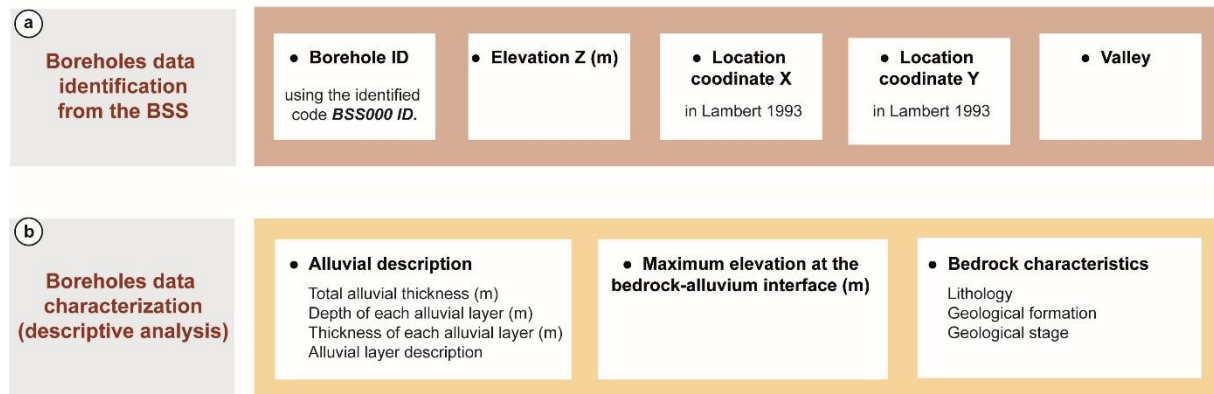 a
Boreholes data
identification
from the BSS
● Borehole ID
using the identified
code BSS000 ID.
● Elevation Z (m)
● Location
coodinate X
in Lambert 1993
● Location
coodinate Y
in Lambert 1993
● Valley
b
Boreholes data
characterization
(descriptive analysis)
● Alluvial description
Total alluvial thickness (m)
Depth of each alluvial layer (m)
Thickness of each alluvial layer (m)
Alluvial layer description
● Maximum elevation at the
bedrock-alluvium interface (m)
● Bedrock characteristics
Lithology
Geological formation
Geological stage